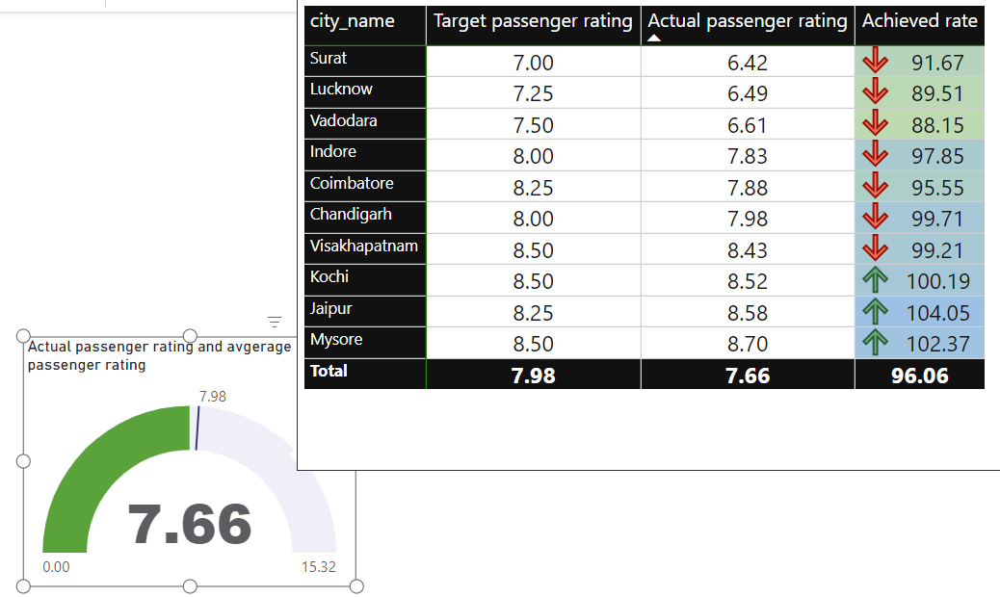 city_name Target passenger rating Actual passenger rating Achieved rate
Surat 7.00 6.42 91.67
Lucknow 7.25 6.49 89.51
Vadodara 7.50 6.61 88.15
Indore 8.00 7.83 97.85
Coimbatore 8.25 7.88 95.55
Chandigarh 8.00 7.98 99.71
Visakhapatnam 8.50 8.43 99.21
Kochi 8.50 8.52 100.19
Jaipur 8.25 8.58 104.05
Mysore 8.50 8.70 102.37
Total 7.98 7.66 96.06
Actual passenger rating and avgerage
passenger rating
7.98
7.66
0.00 15.32